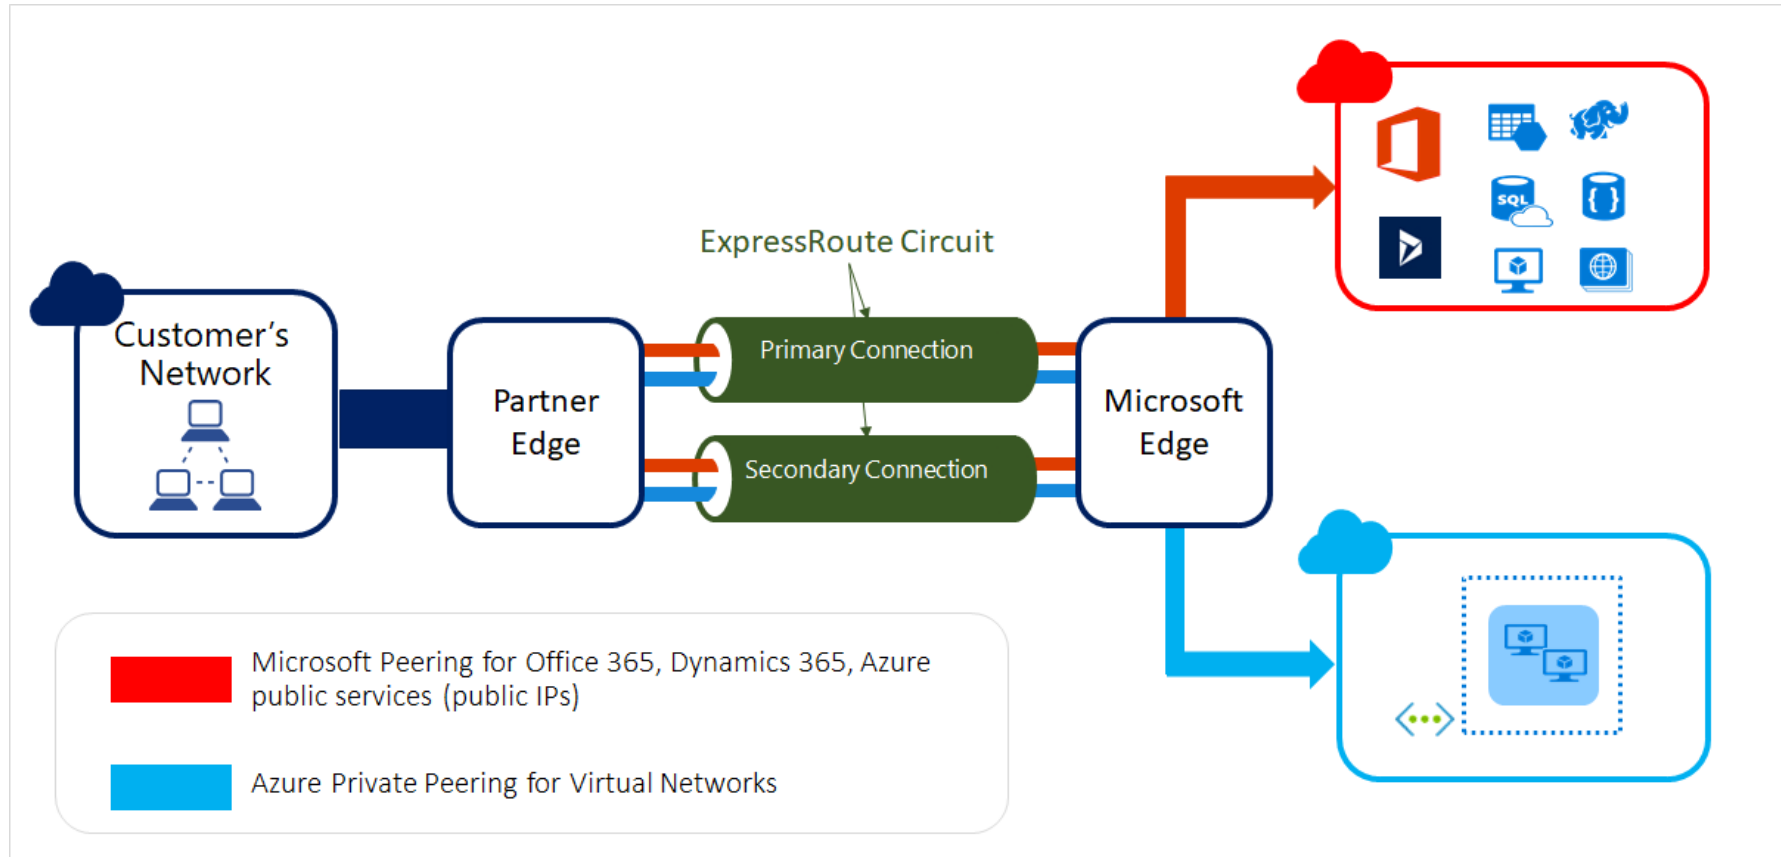 ExpressRoute Circuit
Customer's
Network
Partner
Edge
Primary Connection
Secondary Connection
Microsoft
Edge
SQL
Microsoft Peering for Office 365, Dynamics 365, Azure
public services (public IPs)
Azure Private Peering for Virtual Networks